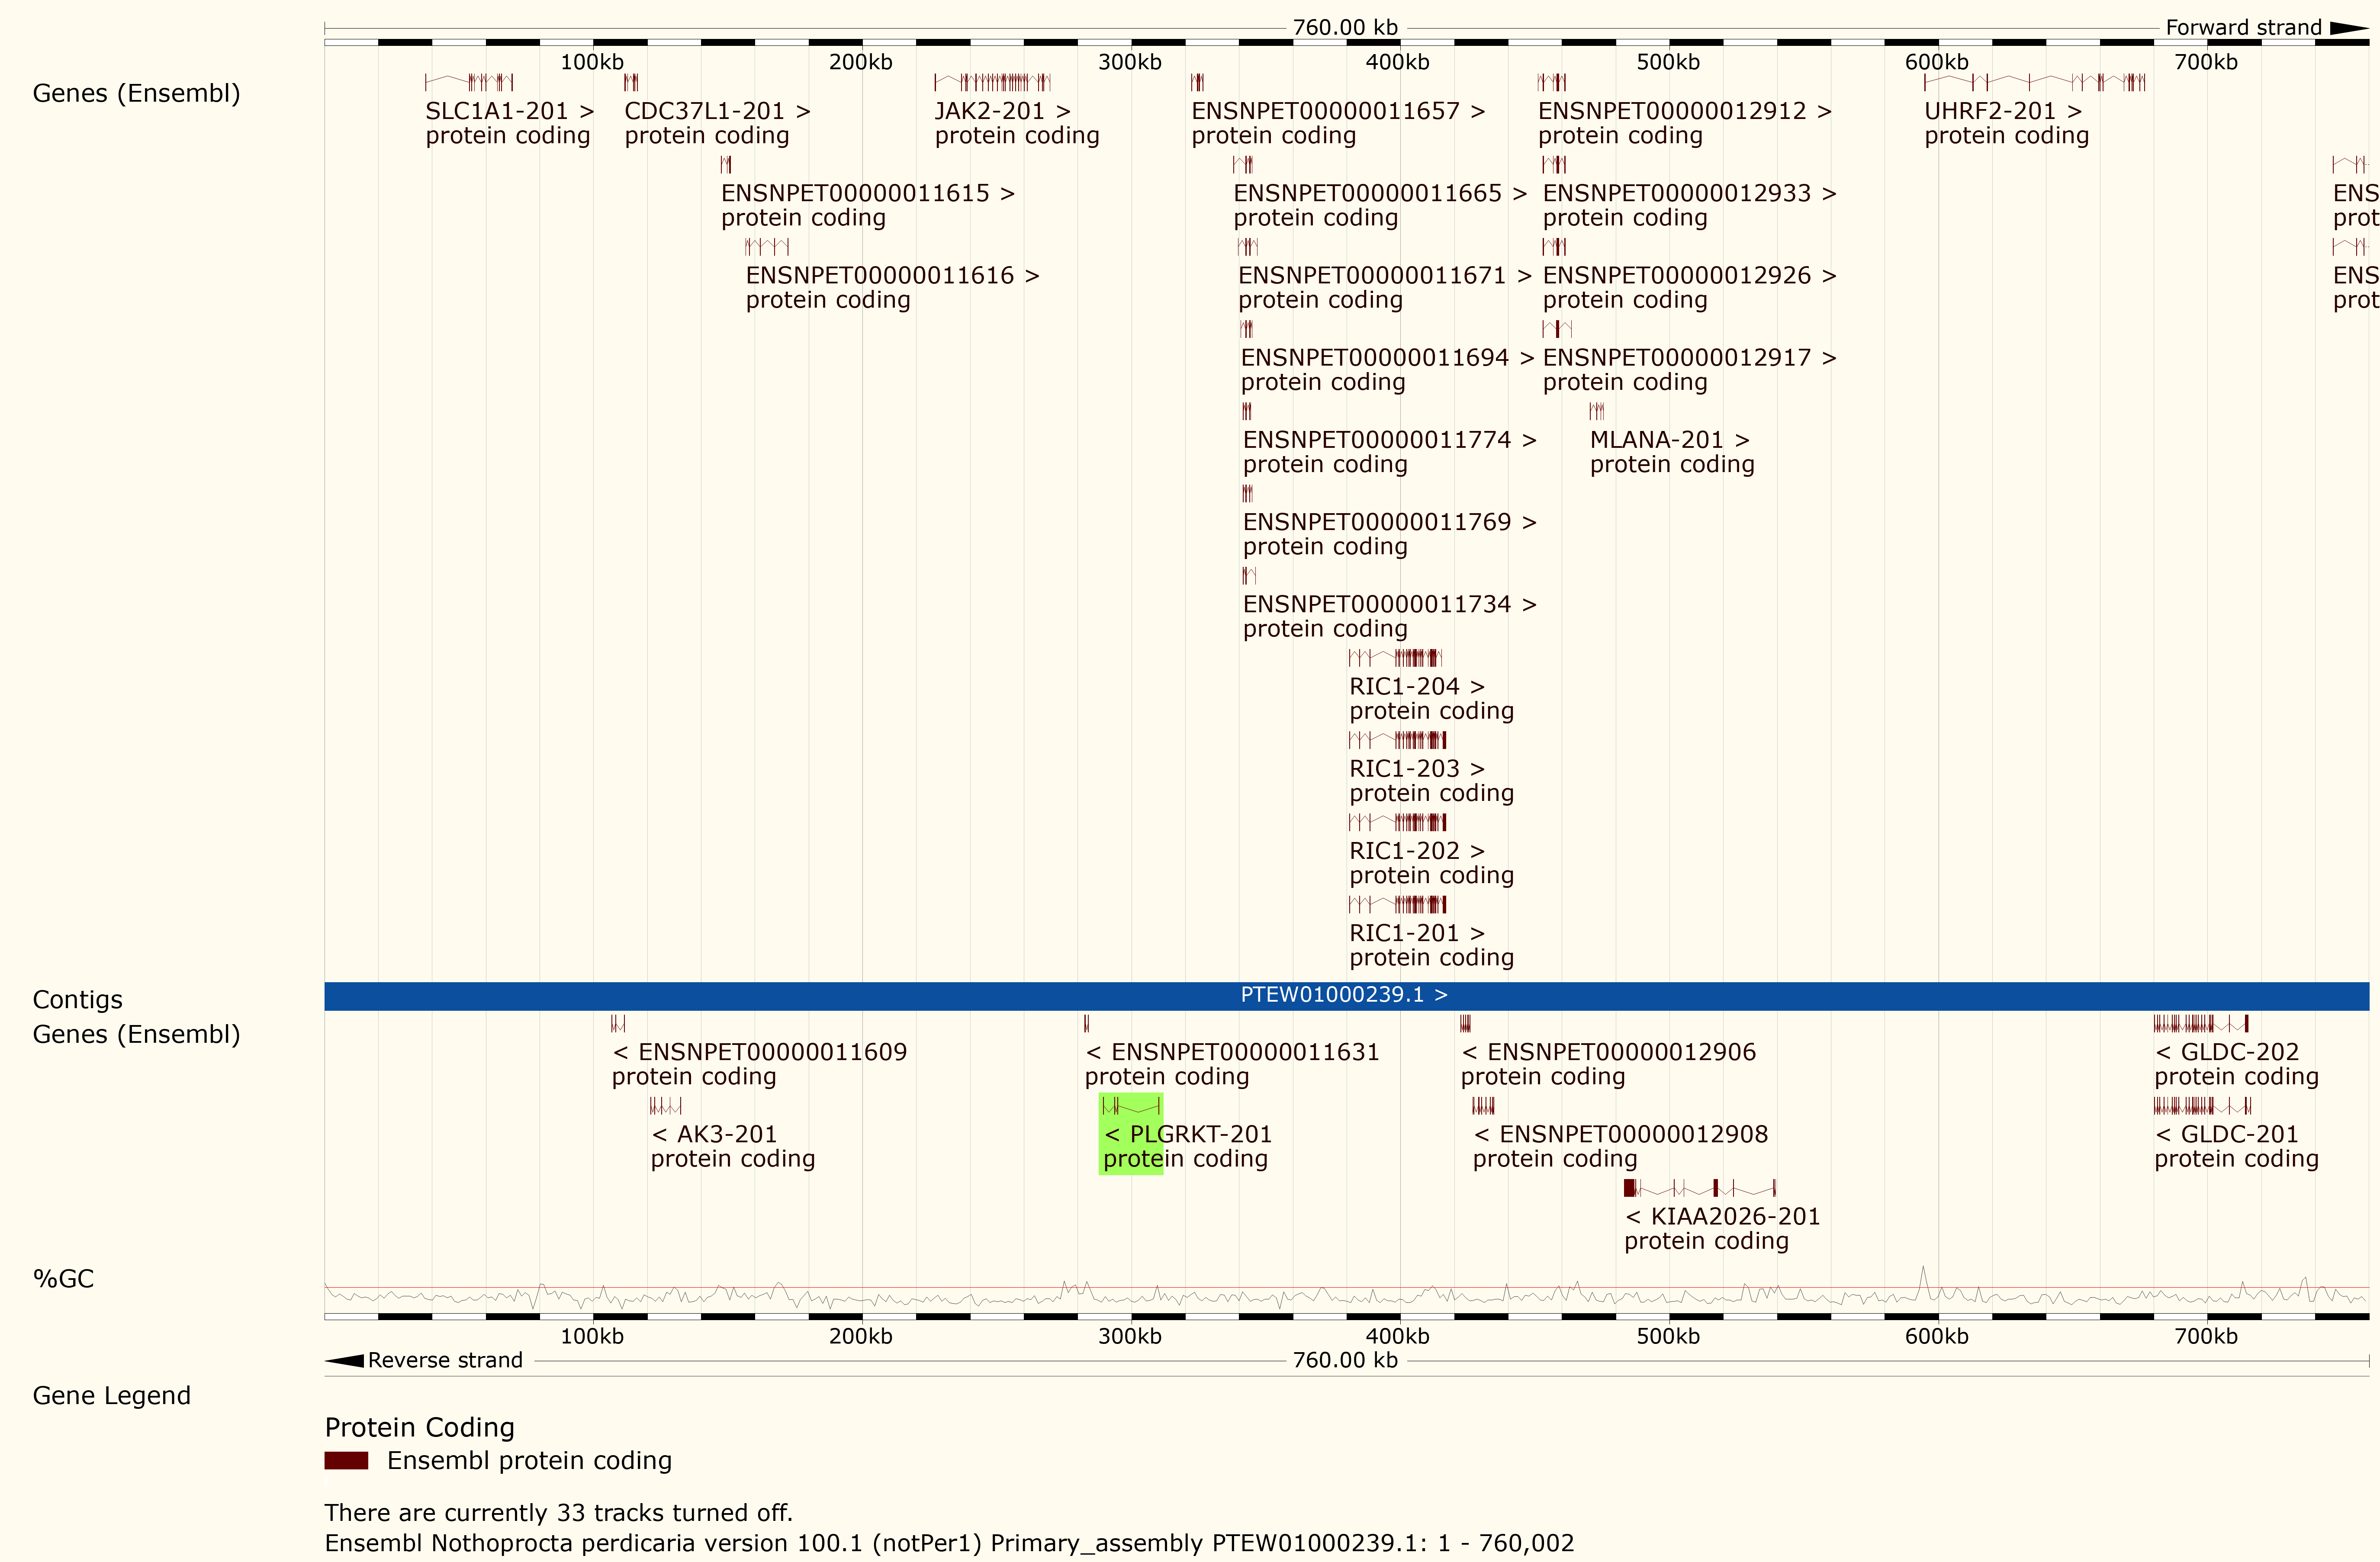 760.00 kb Forward strand
100kb 200kb 300kb 400kb 500kb 600kb 700kb
Genes (Ensembl)
SLC1A1-201 > CDC37L1-201 > JAK2-201 > ENSNPET00000011657 > ENSNPET00000012912 > UHRF2-201 >
protein coding protein coding protein coding protein coding protein coding protein coding
ENSNPET00000011615 > ENSNPET00000011665 > ENSNPET00000012933 > ENS
protein coding protein coding protein coding prot
ENSNPET00000011616 > ENSNPET00000011671 > ENSNPET00000012926 > ENS
protein coding protein coding protein coding prot
ENSNPET00000011694 > ENSNPET00000012917 >
protein coding protein coding
ENSNPET00000011774 > MLANA-201 >
protein coding protein coding
ENSNPET00000011769 >
protein coding
ENSNPET00000011734 >
protein coding
RIC1-204 >
protein coding
RIC1-203 >
protein coding
RIC1-202 >
protein coding
RIC1-201 >
protein coding
Contigs PTEW01000239.1 >
Genes (Ensembl)
< ENSNPET00000011609 < ENSNPET00000011631 < ENSNPET00000012906 < GLDC-202
protein coding protein coding protein coding protein coding
< AK3-201 < PLGRKT-201 < ENSNPET00000012908 < GLDC-201
protein coding protein coding protein coding protein coding
< KIAA2026-201
protein coding
%GC
100kb 200kb 300kb 400kb 500kb 600kb 700kb
Reverse strand 760.00 kb
Gene Legend
Protein Coding
Ensembl protein coding
There are currently 33 tracks turned off.
Ensembl Nothoprocta perdicaria version 100.1 (notPer1) Primary_assembly PTEW01000239.1: 1 - 760,002